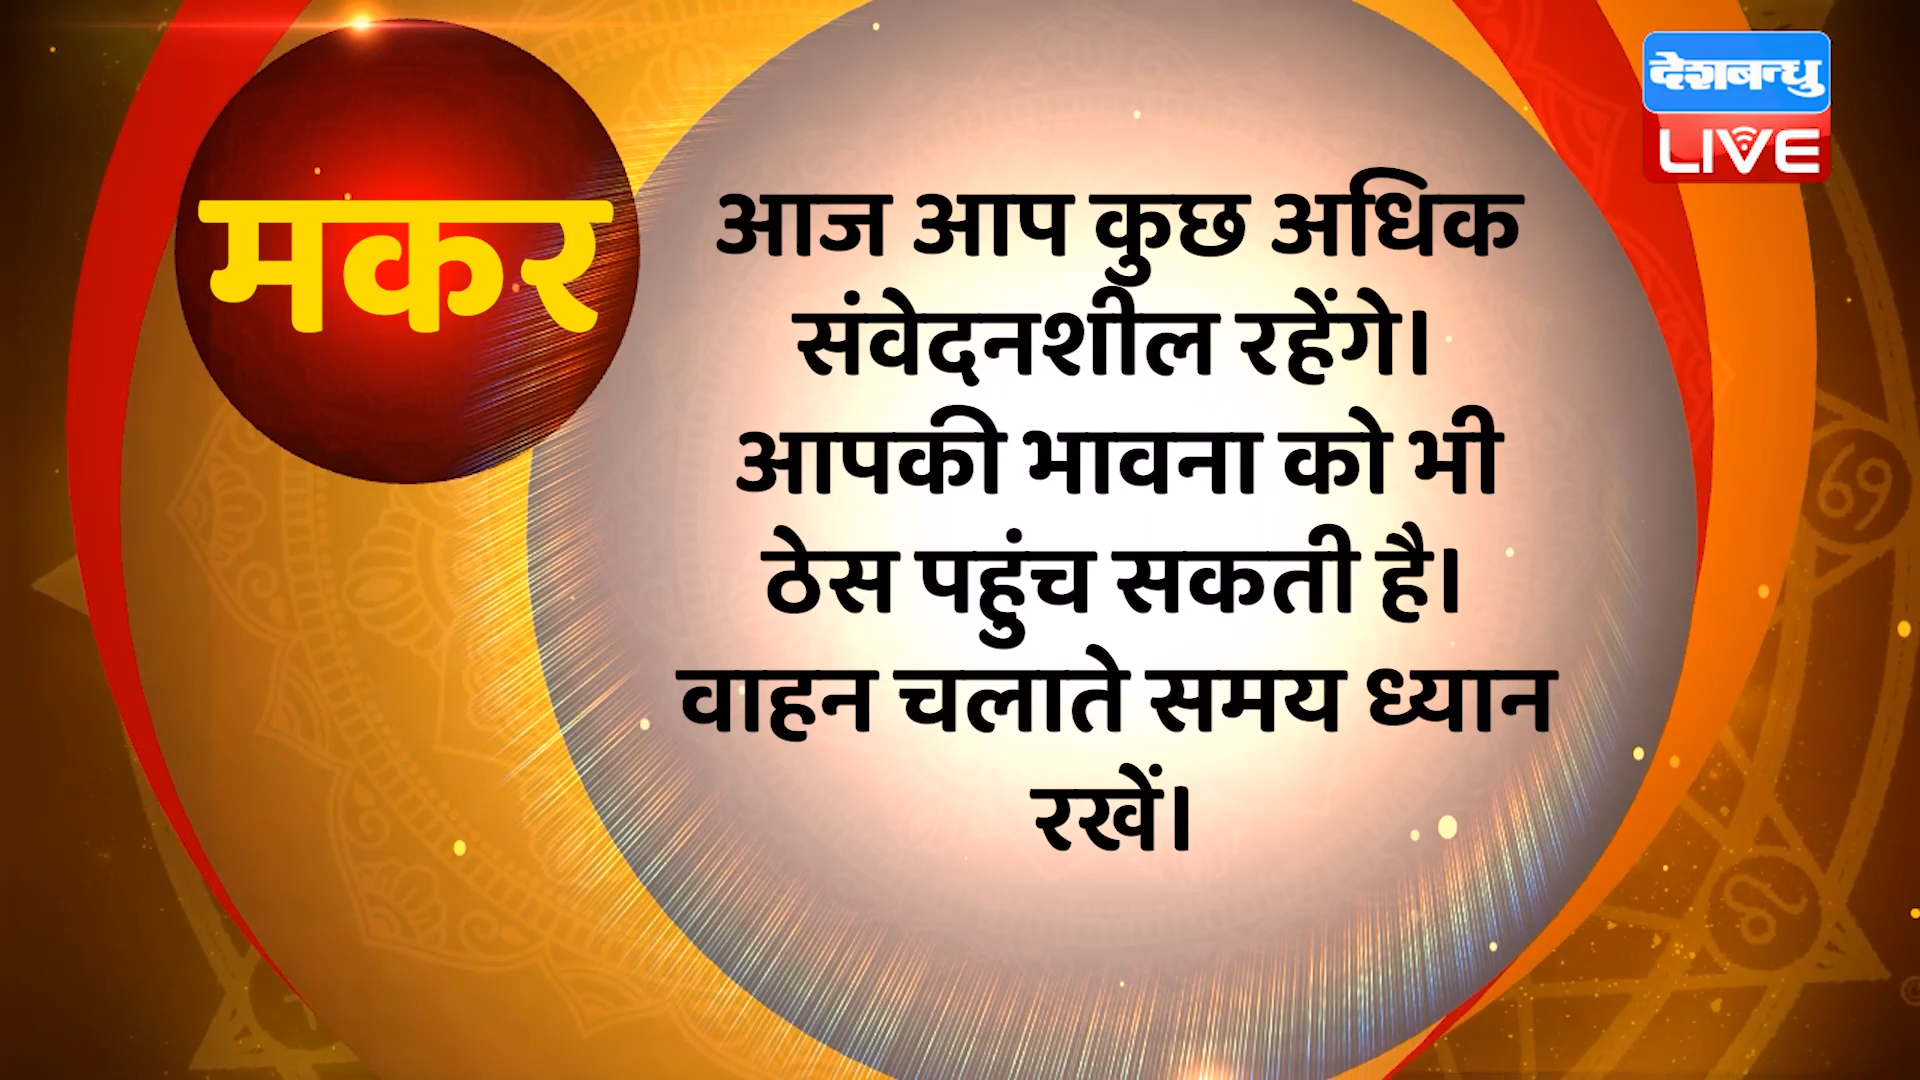 देशबन्धु
LIVE
मकर
आज आप कुछ अधिक
संवेदनशील रहेंगे।
आपकी भावना को भी
ठेस पहुंच सकती है।
वाहन चलाते समय ध्यान
रखें।